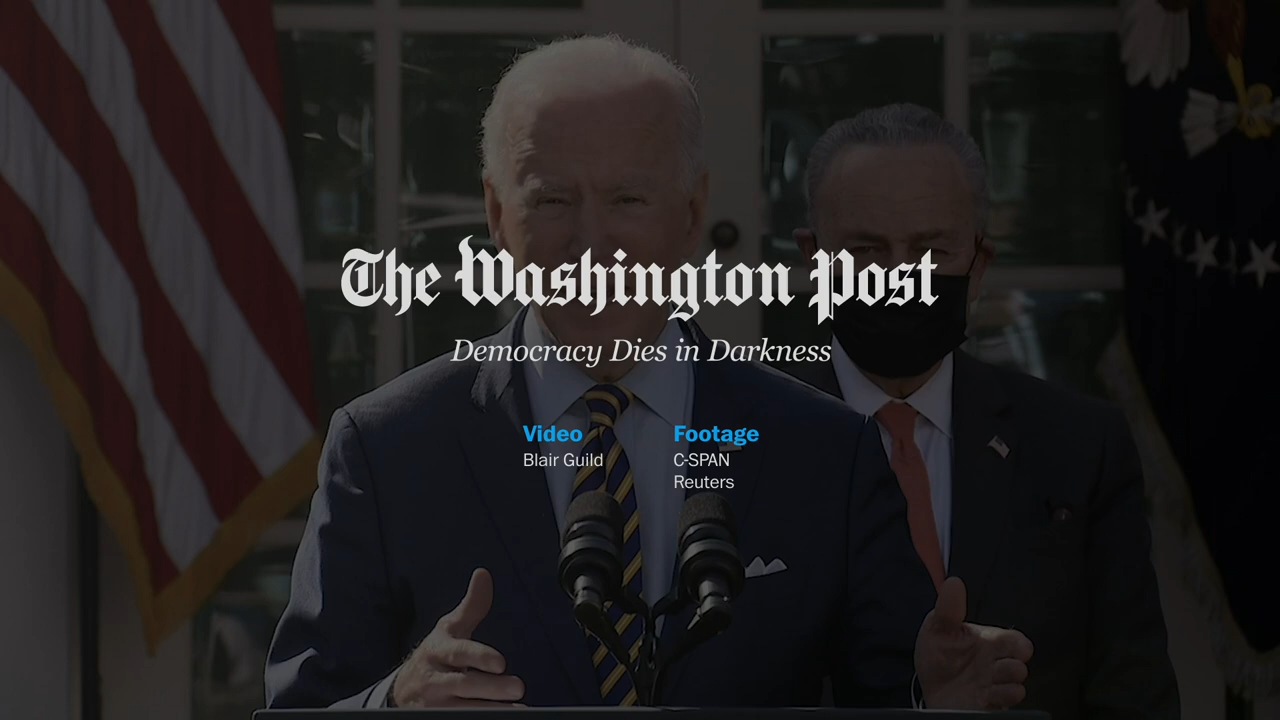 The Washington Post
Democracy Dies in Darkness
Video
Blair Guild
Footage
C-SPAN
Reuters